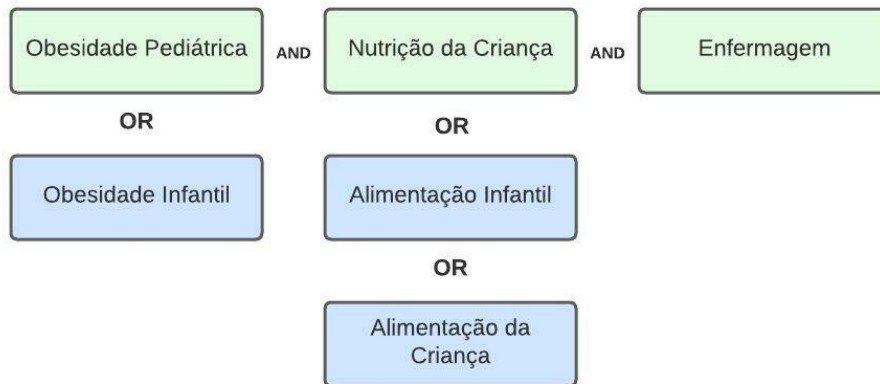 Obesidade Pediátrica AND Nutrição da Criança AND Enfermagem
OR OR
Obesidade Infantil Alimentação Infantil
OR
Alimentação da
Criança